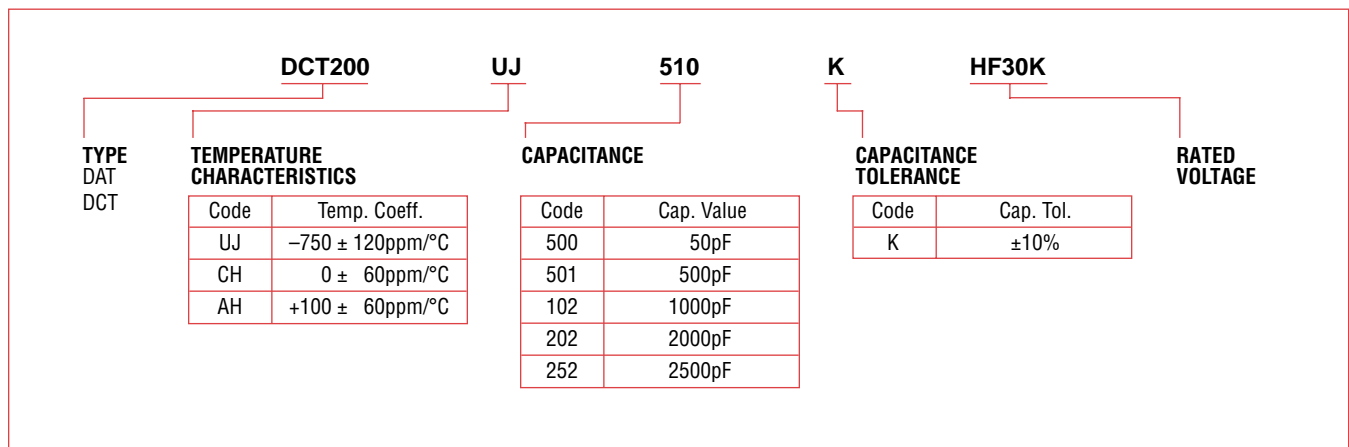 DCT200 UJ 510 K HF30K
TYPE
DAT
DCT
TEMPERATURE
CHARACTERISTICS
Code Temp. Coeff.
UJ –750 ± 120ppm/°C
CH 0 ± 60ppm/°C
AH +100 ± 60ppm/°C
CAPACITANCE
Code Cap. Value
500 50pF
501 500pF
102 1000pF
202 2000pF
252 2500pF
CAPACITANCE
TOLERANCE
Code Cap. Tol.
K ±10%
RATED
VOLTAGE